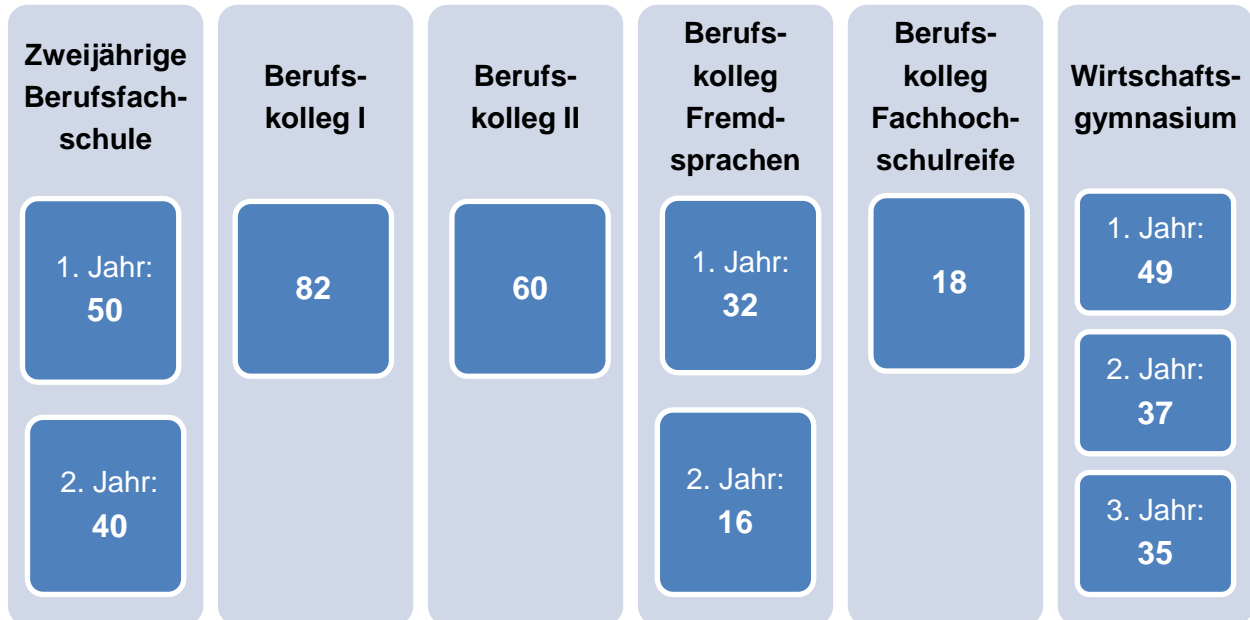 Zweijährige
Berufsfach-
schule
1. Jahr:
50
2. Jahr:
40
Berufs-
kolleg I
82
Berufs-
kolleg II
60
Berufs-
kolleg
Fremd-
sprachen
1. Jahr:
32
2. Jahr:
16
Berufs-
kolleg
Fachhoch-
schulreife
18
Wirtschafts-
gymnasium
1. Jahr:
49
2. Jahr:
37
3. Jahr:
35